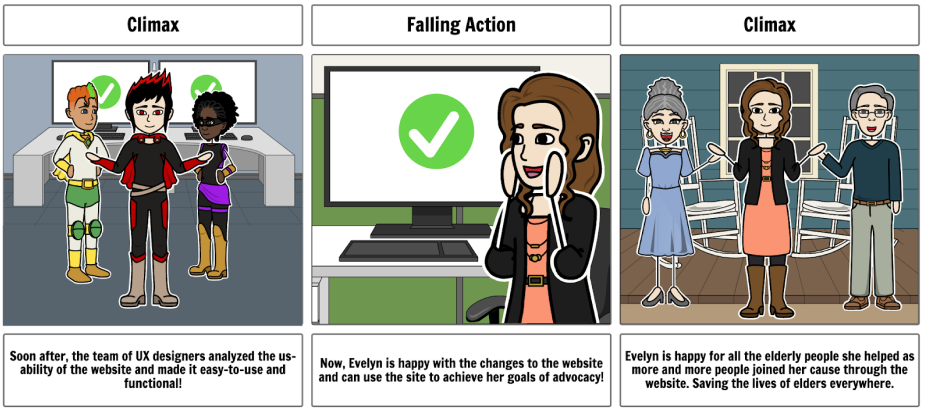 Climax
Falling Action
Climax
Soon after, the team of UX designers analyzed the us-
ability of the website and made it easy-to-use and
functional!
Now, Evelyn is happy with the changes to the website
and can use the site to achieve her goals of advocacy!
Evelyn is happy for all the elderly people she helped as
more and more people joined her cause through the
website. Saving the lives of elders everywhere.